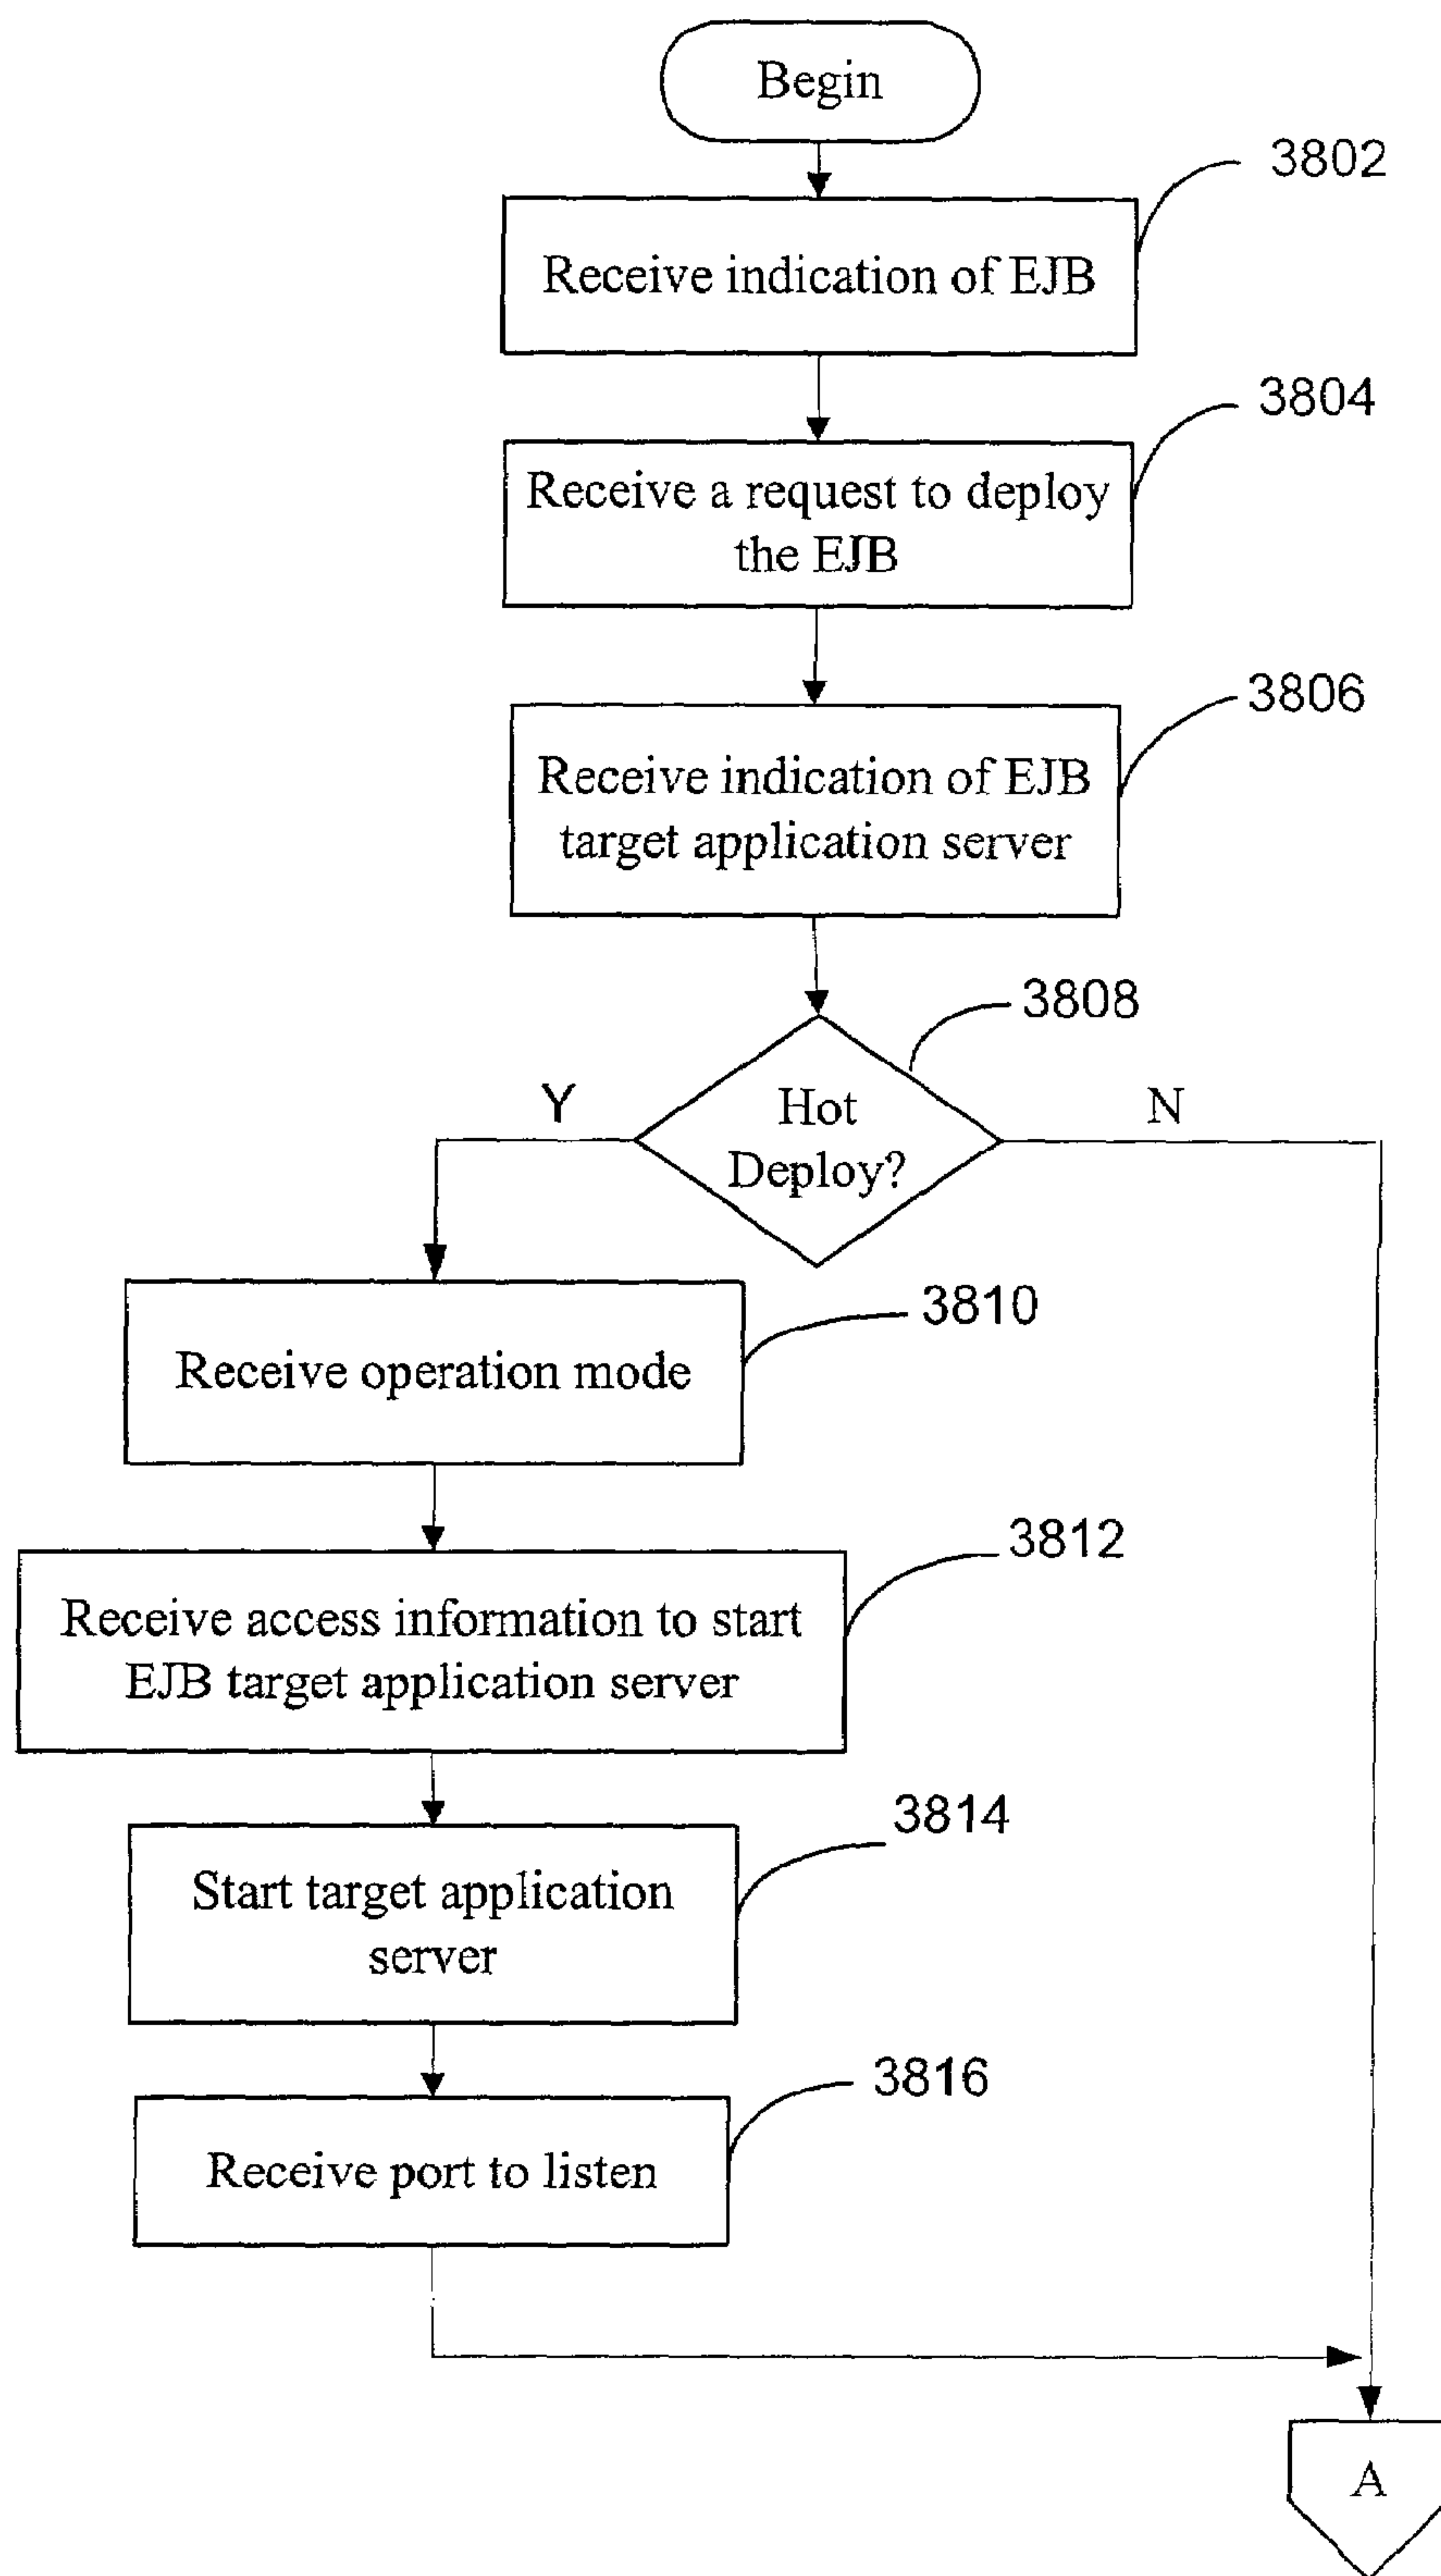 Begin
3802
Receive indication of EJB
3804
Receive a request to deploy
the EJB
3806
Receive indication of EJB
target application server
3808
Y
Hot
Deploy?
N
3810
Receive operation mode
3812
Receive access information to start
EJB target application server
3814
Start target application
server
3816
Receive port to listen
A